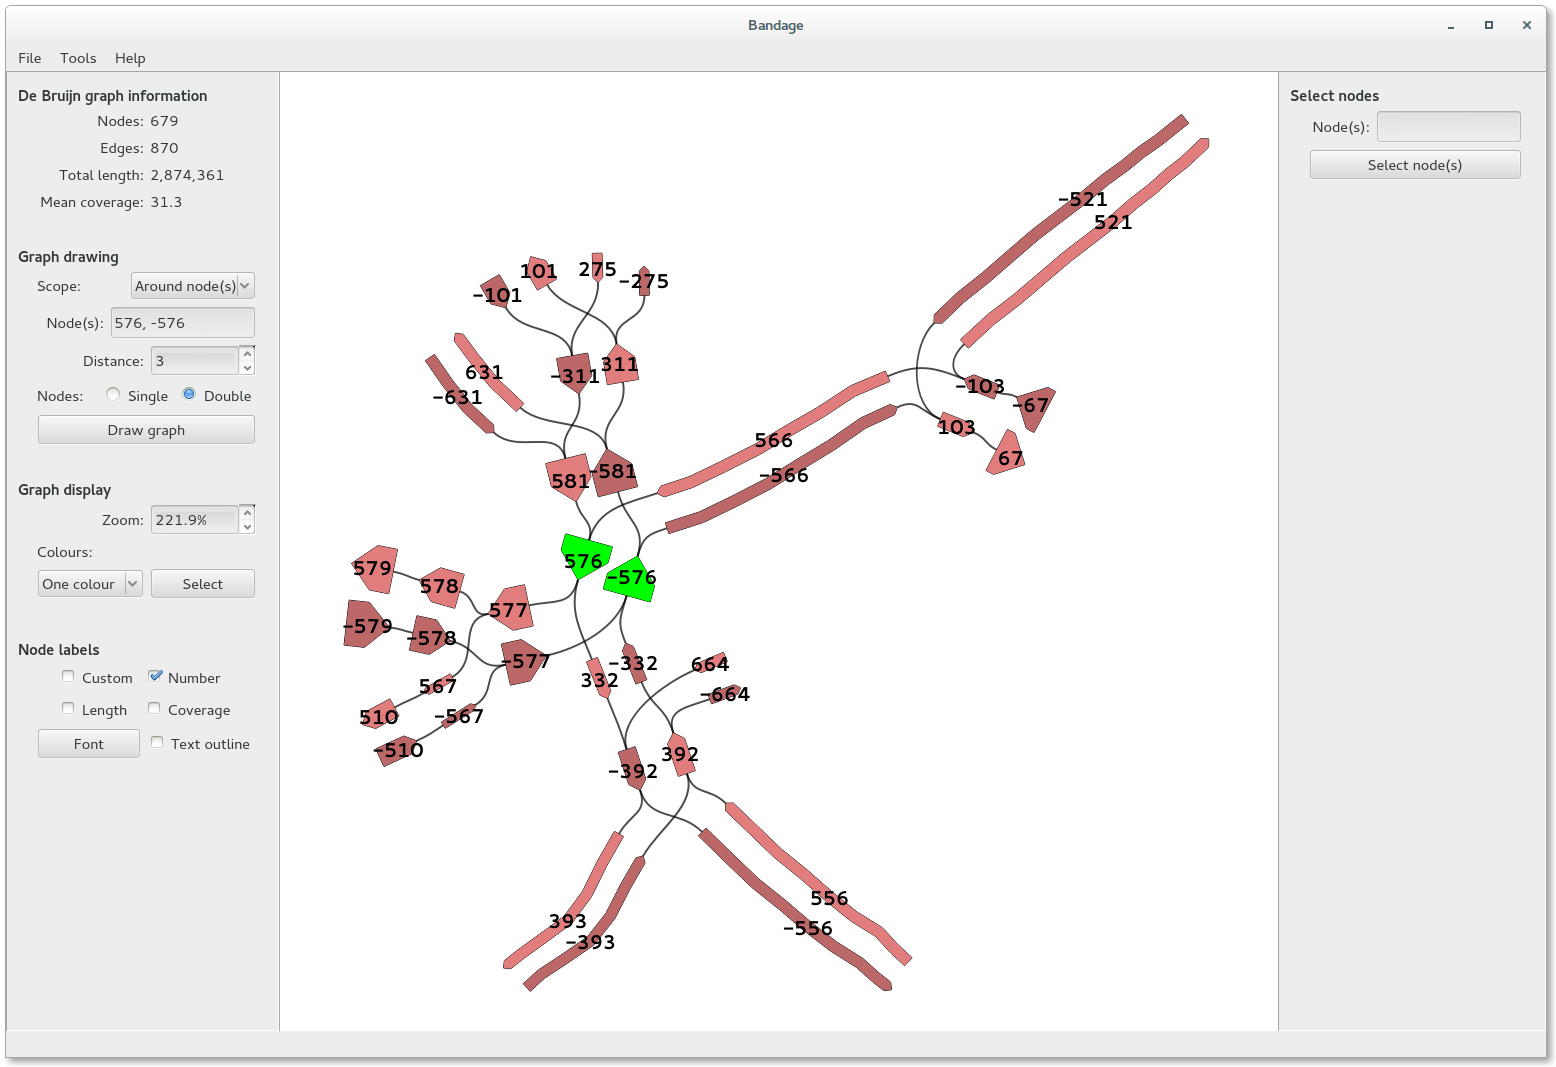 Bandage
File Tools Help
De Bruijn graph information
Nodes: 679
Edges: 870
Total length: 2,874,361
Mean coverage: 31.3
Graph drawing
Scope: Around node(s)
Node(s): 576, -576
Distance: 3
Nodes: Single Double
Draw graph
Graph display
Zoom: 221.9%
Colours:
One colour Select
Node labels
Custom Number
Length Coverage
Font Text outline
-521
521
101
275
-275
-101
311
-311
631
-631
-103
-67
103
67
566
-566
-581
581
576
-576
579
578
577
-579
-578
-577
-332
664
332
567
-664
510
-567
-510
392
-392
556
393
-556
-393
Select nodes
Node(s):
Select node(s)